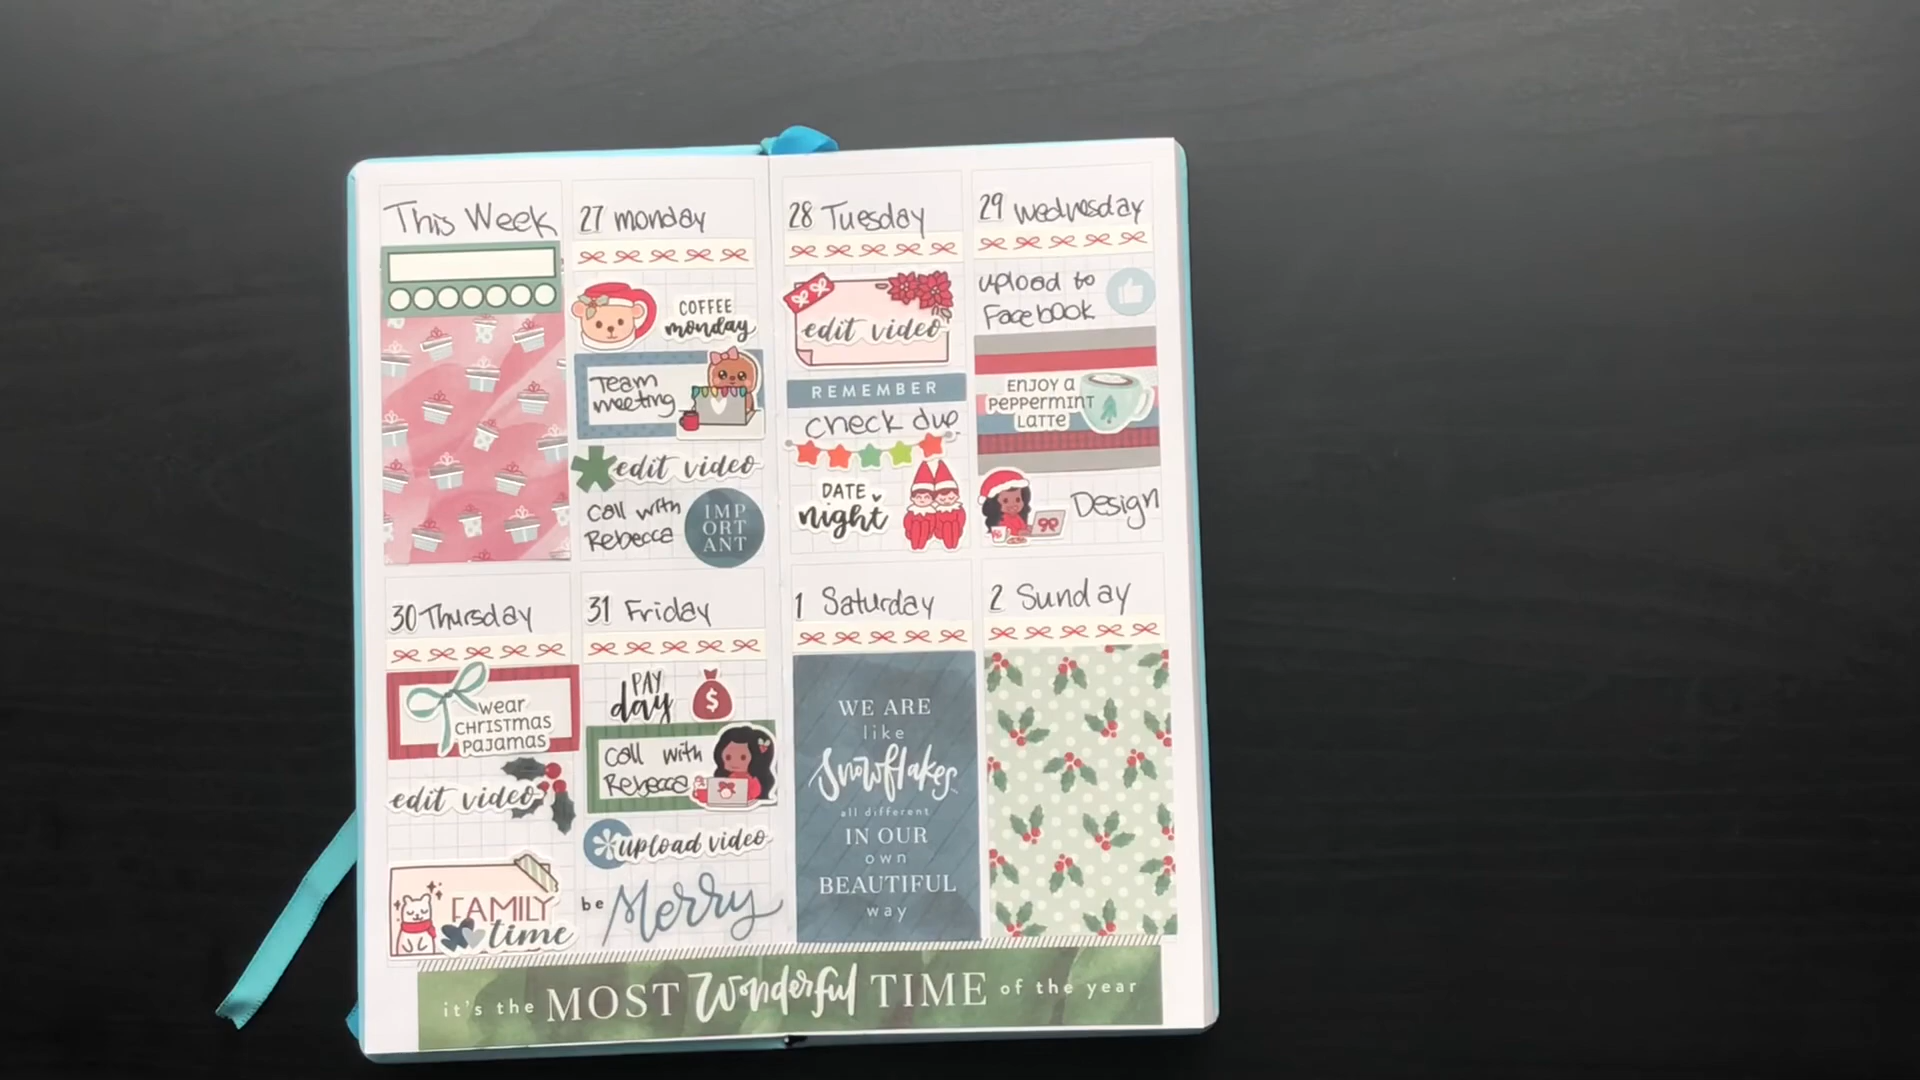 This Week
27 monday
COFFEE
monday
Team
meeting
edit video
Call with
Rebecca
IMP
ORT
ANT
28 Tuesday
edit video
REMEMBER
check due
DATE
night
29 wednesday
upload to
Facebook
ENJOY A
PEPPERMINT
LATTE
Design
30 Thursday
wear
CHRISTMAS
PAJAMAS
edit video
FAMILY
time
31 Friday
PAY
day
$
Call with
Rebecca
upload video
be Merry
1 Saturday
WE ARE
like
Snowflakes
all different
IN OUR
own
BEAUTIFUL
way
2 Sunday
it's the MOST Wonderful TIME of the year